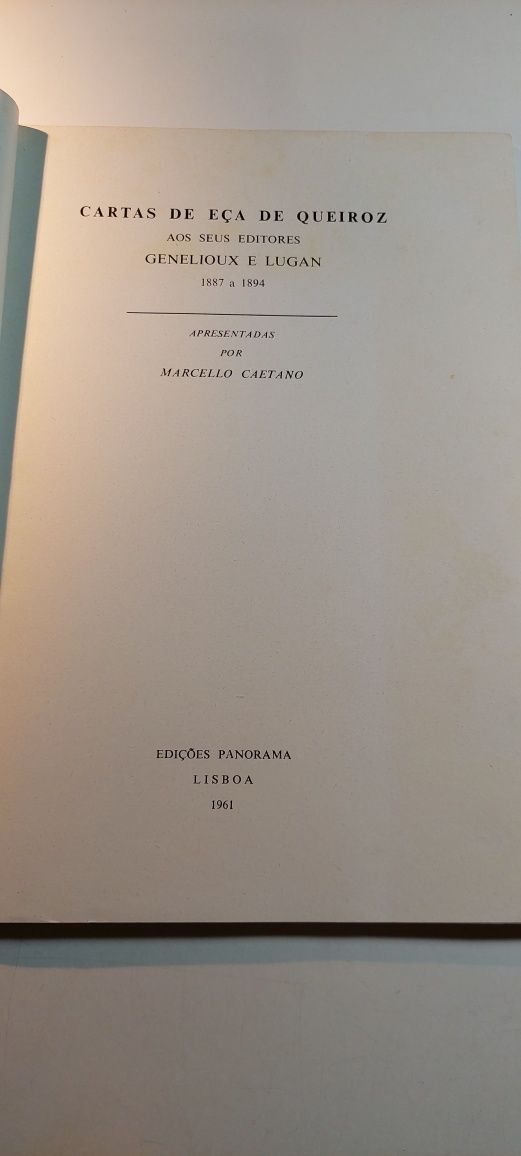 CARTAS DE EÇA DE QUEIROZ
AOS SEUS EDITORES
GENELIOUX E LUGAN
1887 a 1894
APRESENTADAS
POR
MARCELLO CAETANO
EDIÇÕES PANORAMA
LISBOA
1961